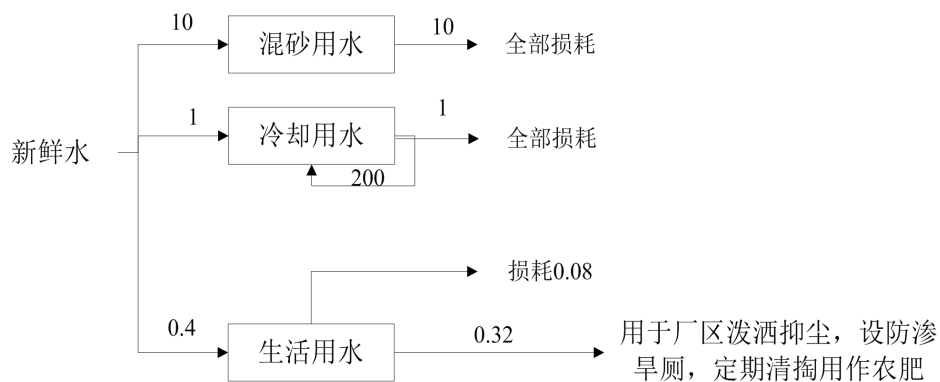 10
混砂用水
10
全部损耗
1
冷却用水
1
全部损耗
新鲜水
200
损耗0.08
0.4
生活用水
0.32
用于厂区泼洒抑尘，设防渗
旱厕，定期清掏用作农肥